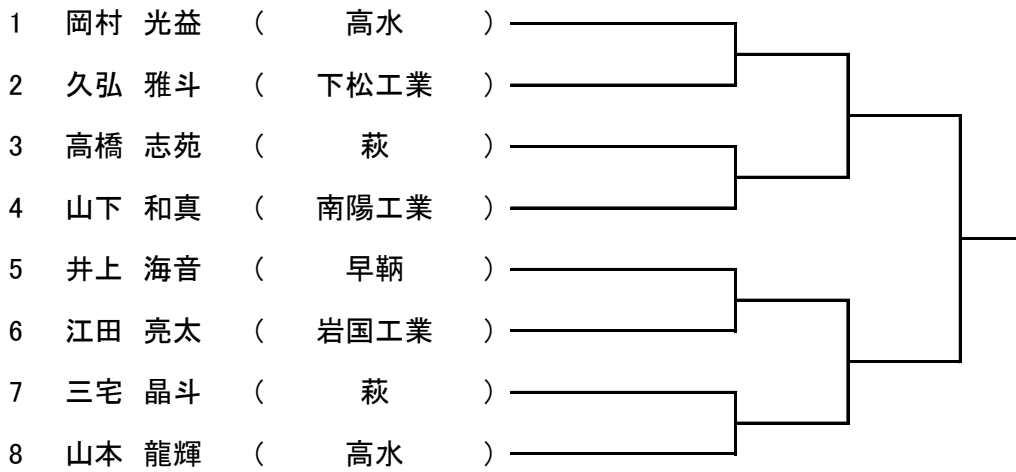 1 岡村 光益 ( 高水 )
2 久弘 雅斗 ( 下松工業 )
3 高橋 志苑 ( 萩 )
4 山下 和真 ( 南陽工業 )
5 井上 海音 ( 早鞆 )
6 江田 亮太 ( 岩国工業 )
7 三宅 晶斗 ( 萩 )
8 山本 龍輝 ( 高水 )